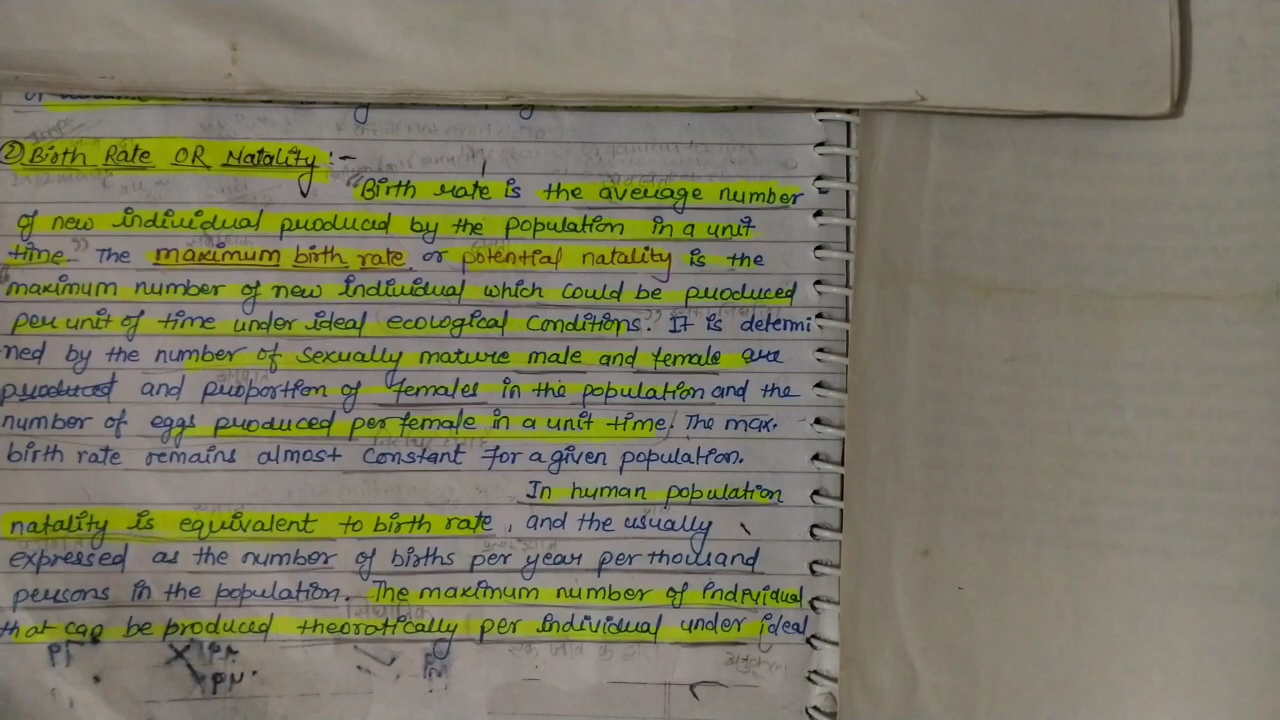 ② Birth Rate OR Natality :-
"Birth rate is the average number
of new individual produced by the population in a unit
time." The maximum birth rate or potential natality is the
"maximum number of new individual which could be produced
per unit of time under ideal ecological conditions." It is determi-
ned by the number of sexually mature male and female are
produced and proportion of females in the population and the
number of eggs produced per female in a unit time. The max.
birth rate remains almost constant for a given population.
In human population
natality is equivalent to birth rate, and the usually
expressed as the number of births per year per thousand
persons in the population. The maximum number of individual
that can be produced theoratically per individual under ideal